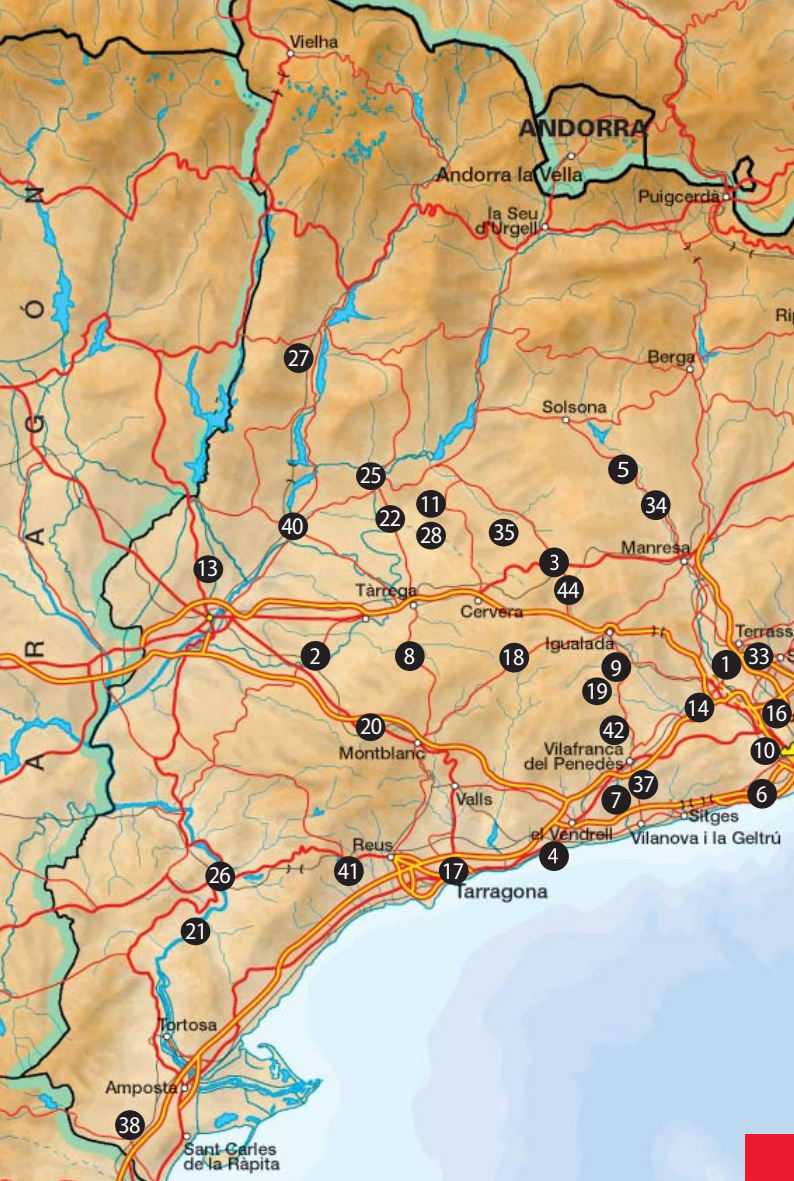 Vielha
ANDORRA
Andorra la Vella
Puigcerdà
la Seu
d'Urgell
N
Ó
G
A
R
A
Rip
27
Berga
Solsona
5
25
34
11
22
28
35
40
Manresa
3
13
44
Tàrrega
Cervera
Igualada
Terrass
S
2
8
18
9
1
33
19
14
16
20
42
Montblanc
10
Vilafranca
del Penedès
37
7
6
Valls
Sitges
el Vendrell
Vilanova i la Geltrú
Reus
4
41
17
26
Tarragona
21
Tortosa
Amposta
38
Sant Carles
de la Ràpita